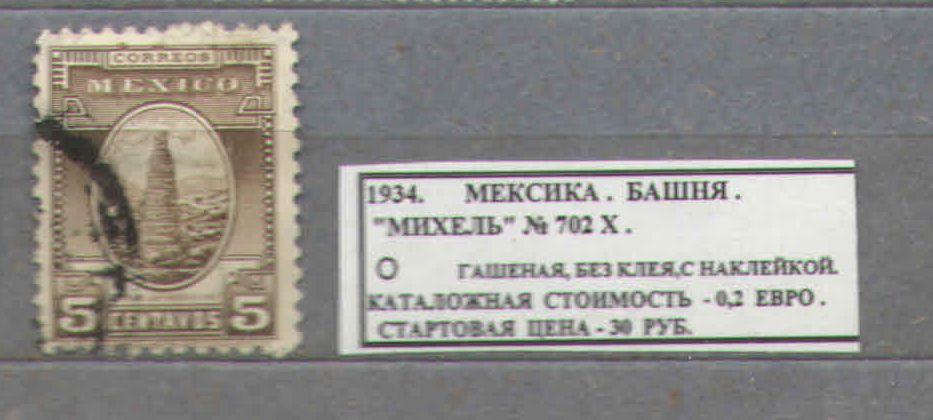 CORREOS
MEXICO
5 CENTAVOS 5
1934. МЕКСИКА. БАШНЯ.
"МИХЕЛЬ" № 702 X.
О ГАШЕНАЯ, БЕЗ КЛЕЯ,С НАКЛЕЙКОЙ.
КАТАЛОЖНАЯ СТОИМОСТЬ - 0,2 ЕВРО.
СТАРТОВАЯ ЦЕНА - 30 РУБ.